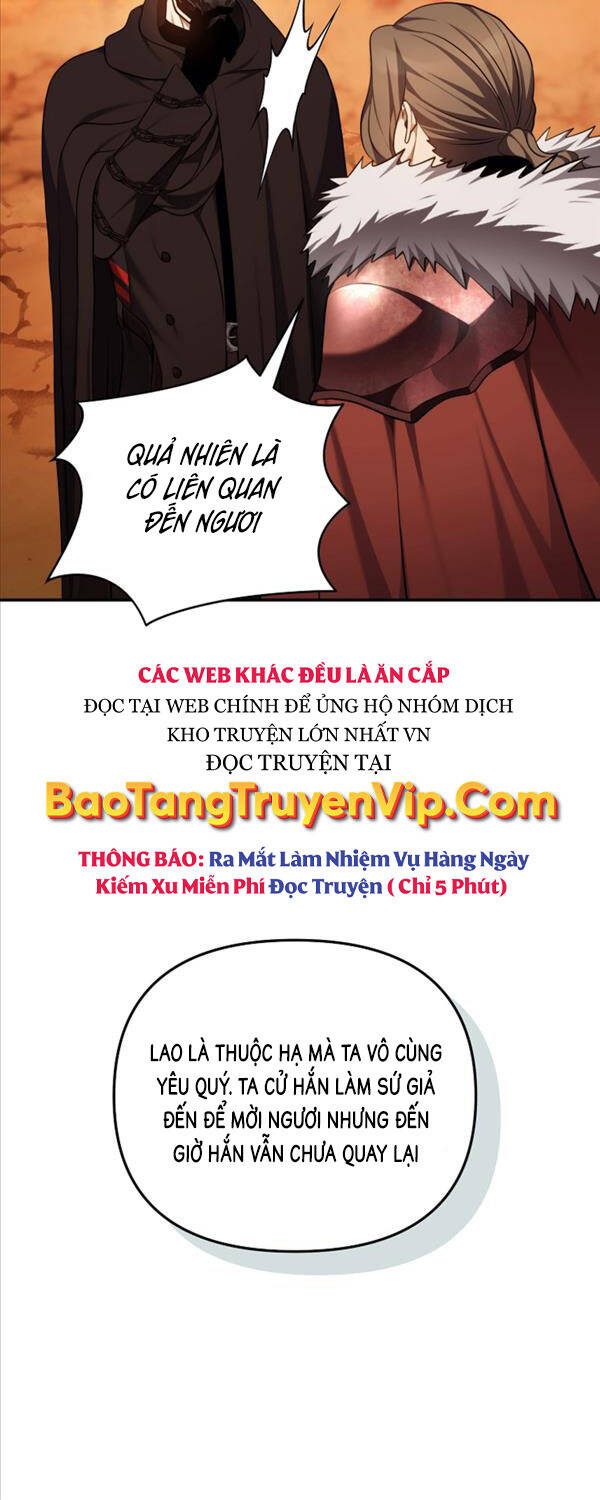 QUẢ NHIÊN LÀ
CÓ LIÊN QUAN
ĐẾN NGƯƠI
CÁC WEB KHÁC ĐỀU LÀ ĂN CẮP
ĐỌC TẠI WEB CHÍNH ĐỂ ỦNG HỘ NHÓM DỊCH
KHO TRUYỆN LỚN NHẤT VN
ĐỌC TRUYỆN TẠI
BaoTangTruyenVip.Com
THÔNG BÁO: Ra Mắt Làm Nhiệm Vụ Hàng Ngày
Kiếm Xu Miễn Phí Đọc Truyện ( Chỉ 5 Phút)
LAO LÀ THUỘC HẠ MÀ TA VÔ CÙNG
YÊU QUÝ. TA CỬ HẮN LÀM SỨ GIẢ
ĐẾN ĐỂ MỜI NGƯƠI NHƯNG ĐẾN
GIỜ HẮN VẪN CHƯA QUAY LẠI